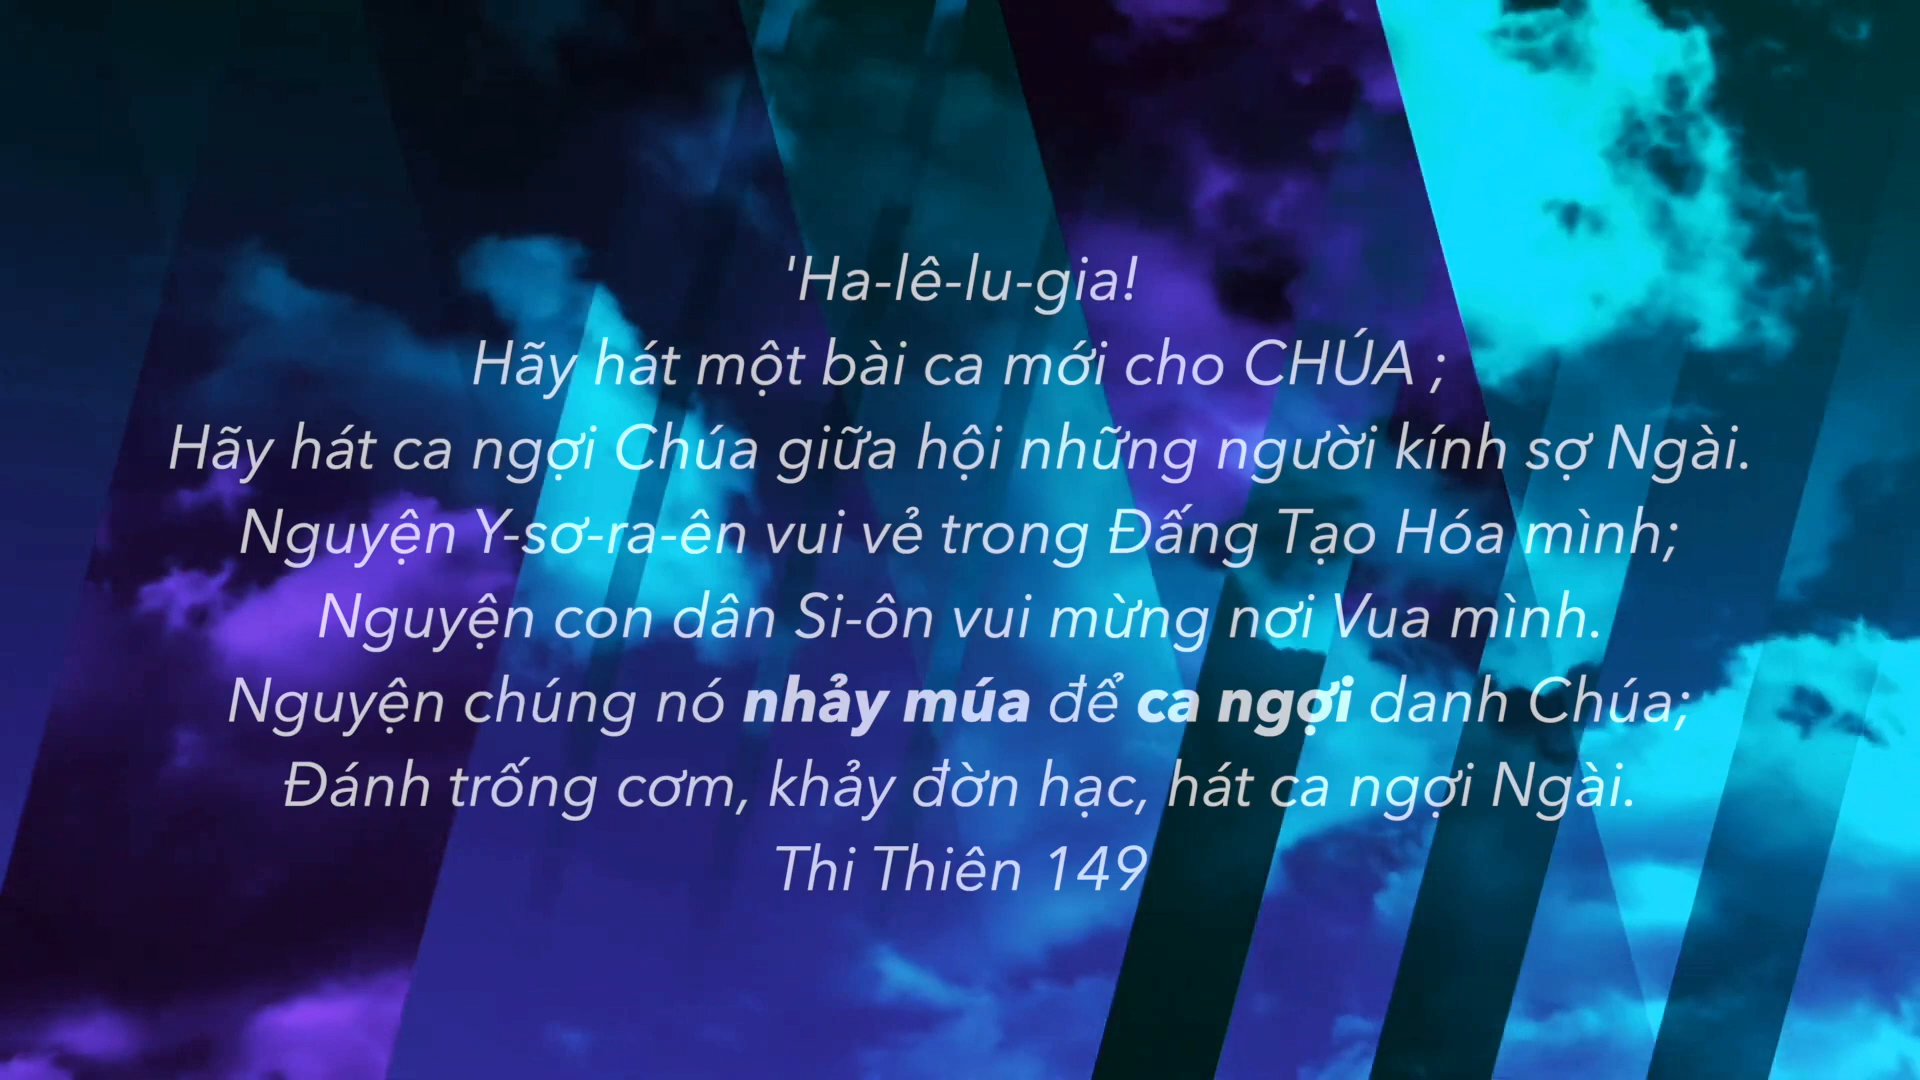 'Ha-lê-lu-gia!
Hãy hát một bài ca mới cho CHÚA ;
Hãy hát ca ngợi Chúa giữa hội những người kính sợ Ngài.
Nguyện Y-sơ-ra-ên vui vẻ trong Đấng Tạo Hóa mình;
Nguyện con dân Si-ôn vui mừng nơi Vua mình.
Nguyện chúng nó nhảy múa để ca ngợi danh Chúa;
Đánh trống cơm, khảy đờn hạc, hát ca ngợi Ngài.
Thi Thiên 149